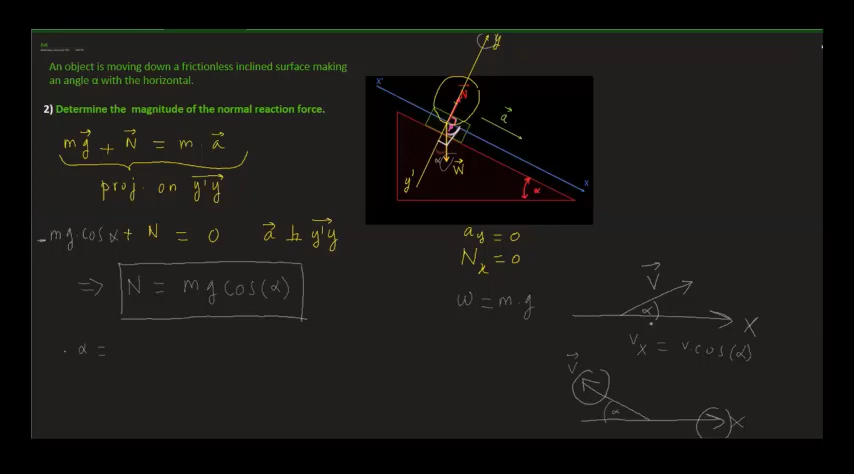 An object is moving down a frictionless inclined surface making
an angle α with the horizontal.
2) Determine the magnitude of the normal reaction force.
mg⃗ + N⃗ = m . a⃗
proj. on y'y⃗
-mg.cosα + N = 0 a⃗ ⊥ y'y⃗
=> N = mg cos(α)
. α =
y
x'
N⃗
a⃗
α
W⃗
y'
α
x
a_y = 0
N_x = 0
W = m.g
V⃗
α
X
V_X = V cos(α)
V⃗
α
X